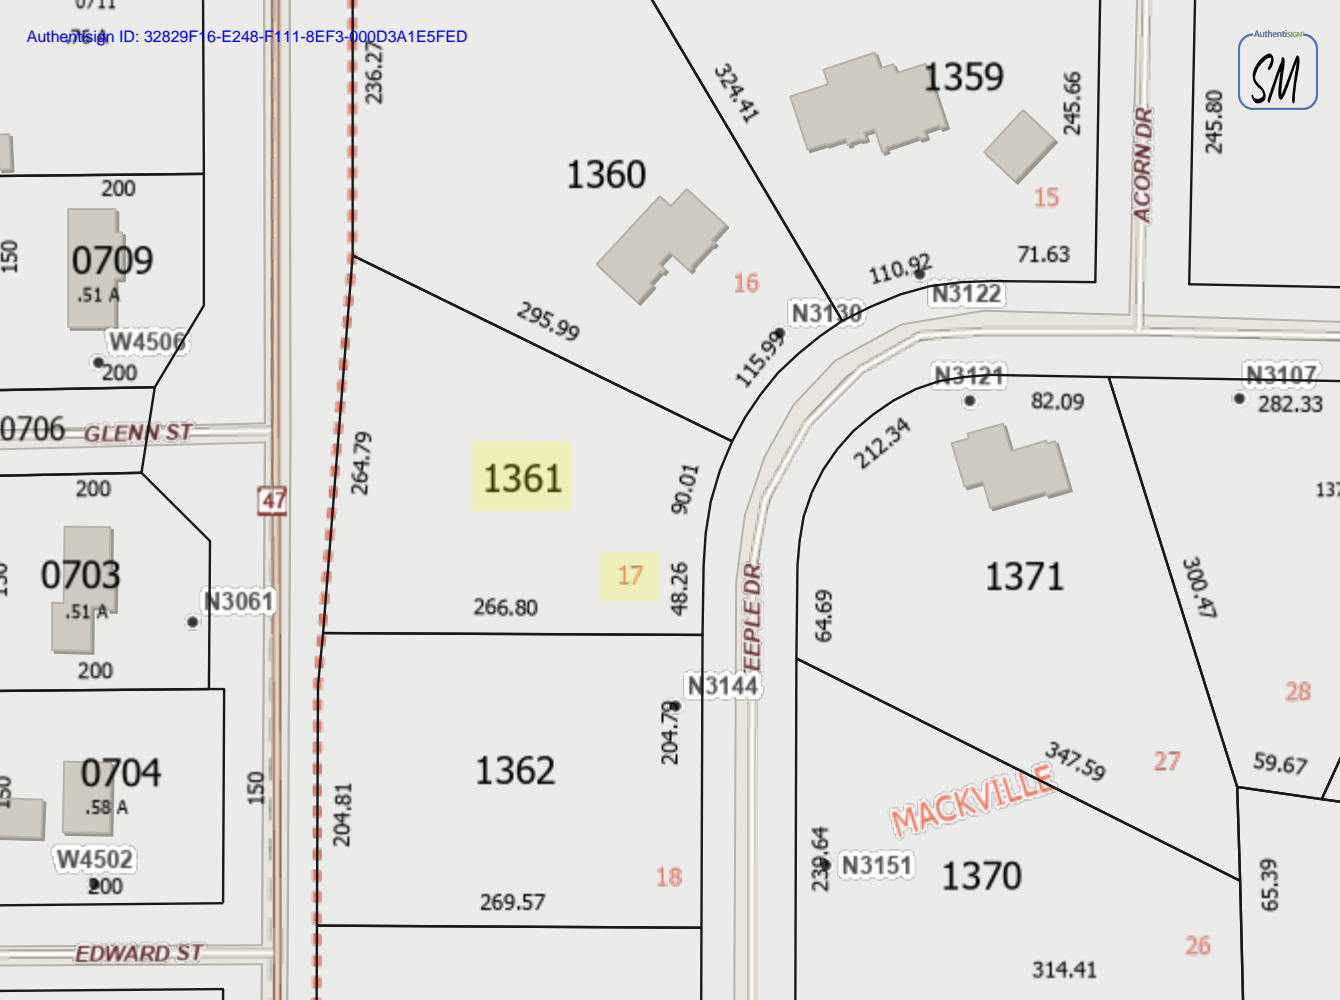 0711
Authentisign ID: 32829F16-E248-F111-8EF3-000D3A1E5FED
AuthentiSIGN
SM
236.27
324.41
1359
245.66
ACORN DR
245.80
1360
200
15
150
0709
.51 A
110.92
71.63
16
N3122
295.99
N3130
W4506
115.99
200
N3121
N3107
82.09
282.33
0706
GLENN ST
212.34
264.79
1361
90.01
200
47
137
0703
17
48.26
1371
300.47
.51 A
N3061
266.80
EEPLE DR
64.69
200
N3144
28
204.79
0704
1362
347.59
27
59.67
150
150
.58 A
204.81
MACKVILLE
W4502
239.64
N3151
1370
200
18
65.39
269.57
EDWARD ST
26
314.41